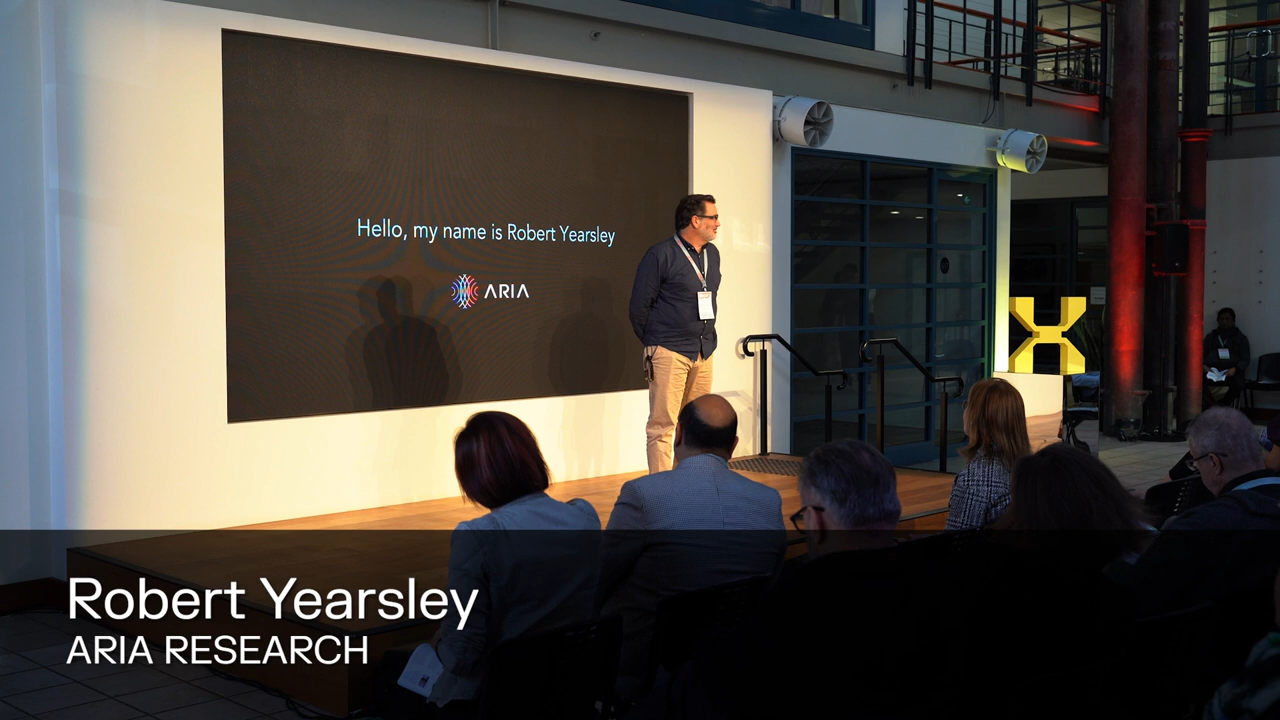 Hello, my name is Robert Yearsley
ARIA
Robert Yearsley
ARIA RESEARCH